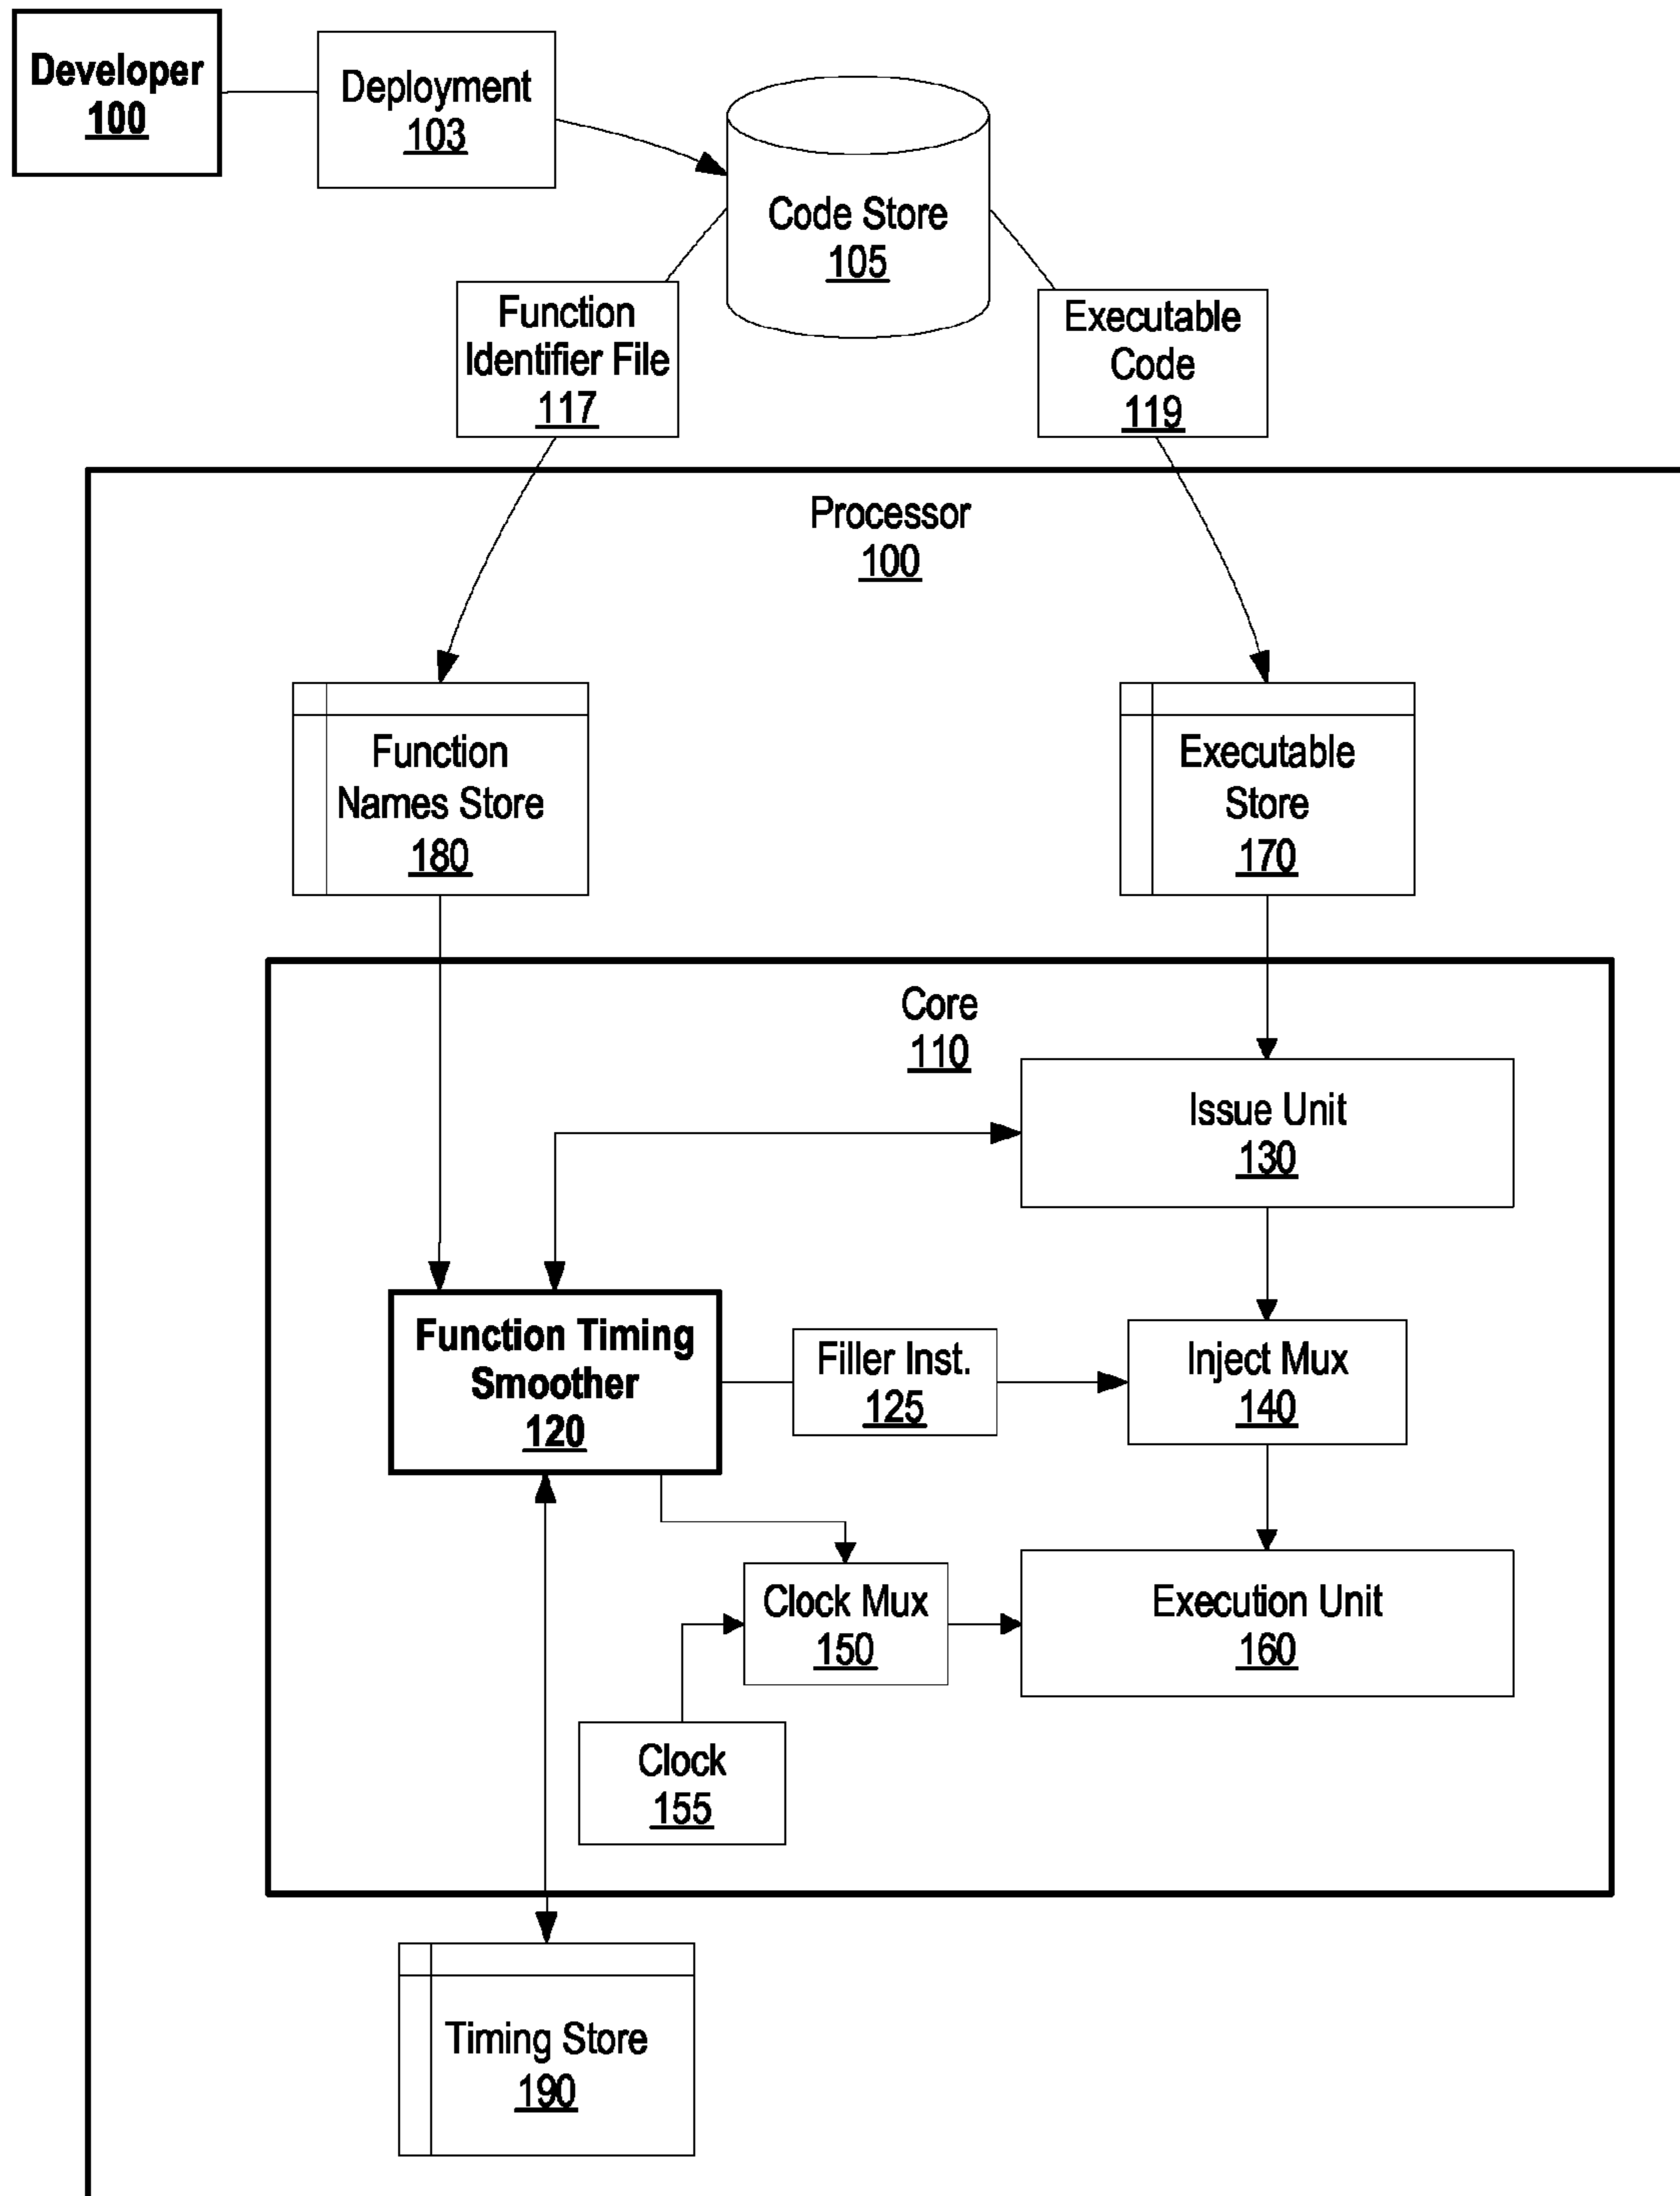 Developer
100
Deployment
103
Code Store
105
Function
Identifier File
117
Executable
Code
119
Processor
100
Function
Names Store
180
Executable
Store
170
Core
110
Issue Unit
130
Function Timing
Smoother
120
Filler Inst.
125
Inject Mux
140
Clock Mux
150
Execution Unit
160
Clock
155
Timing Store
190